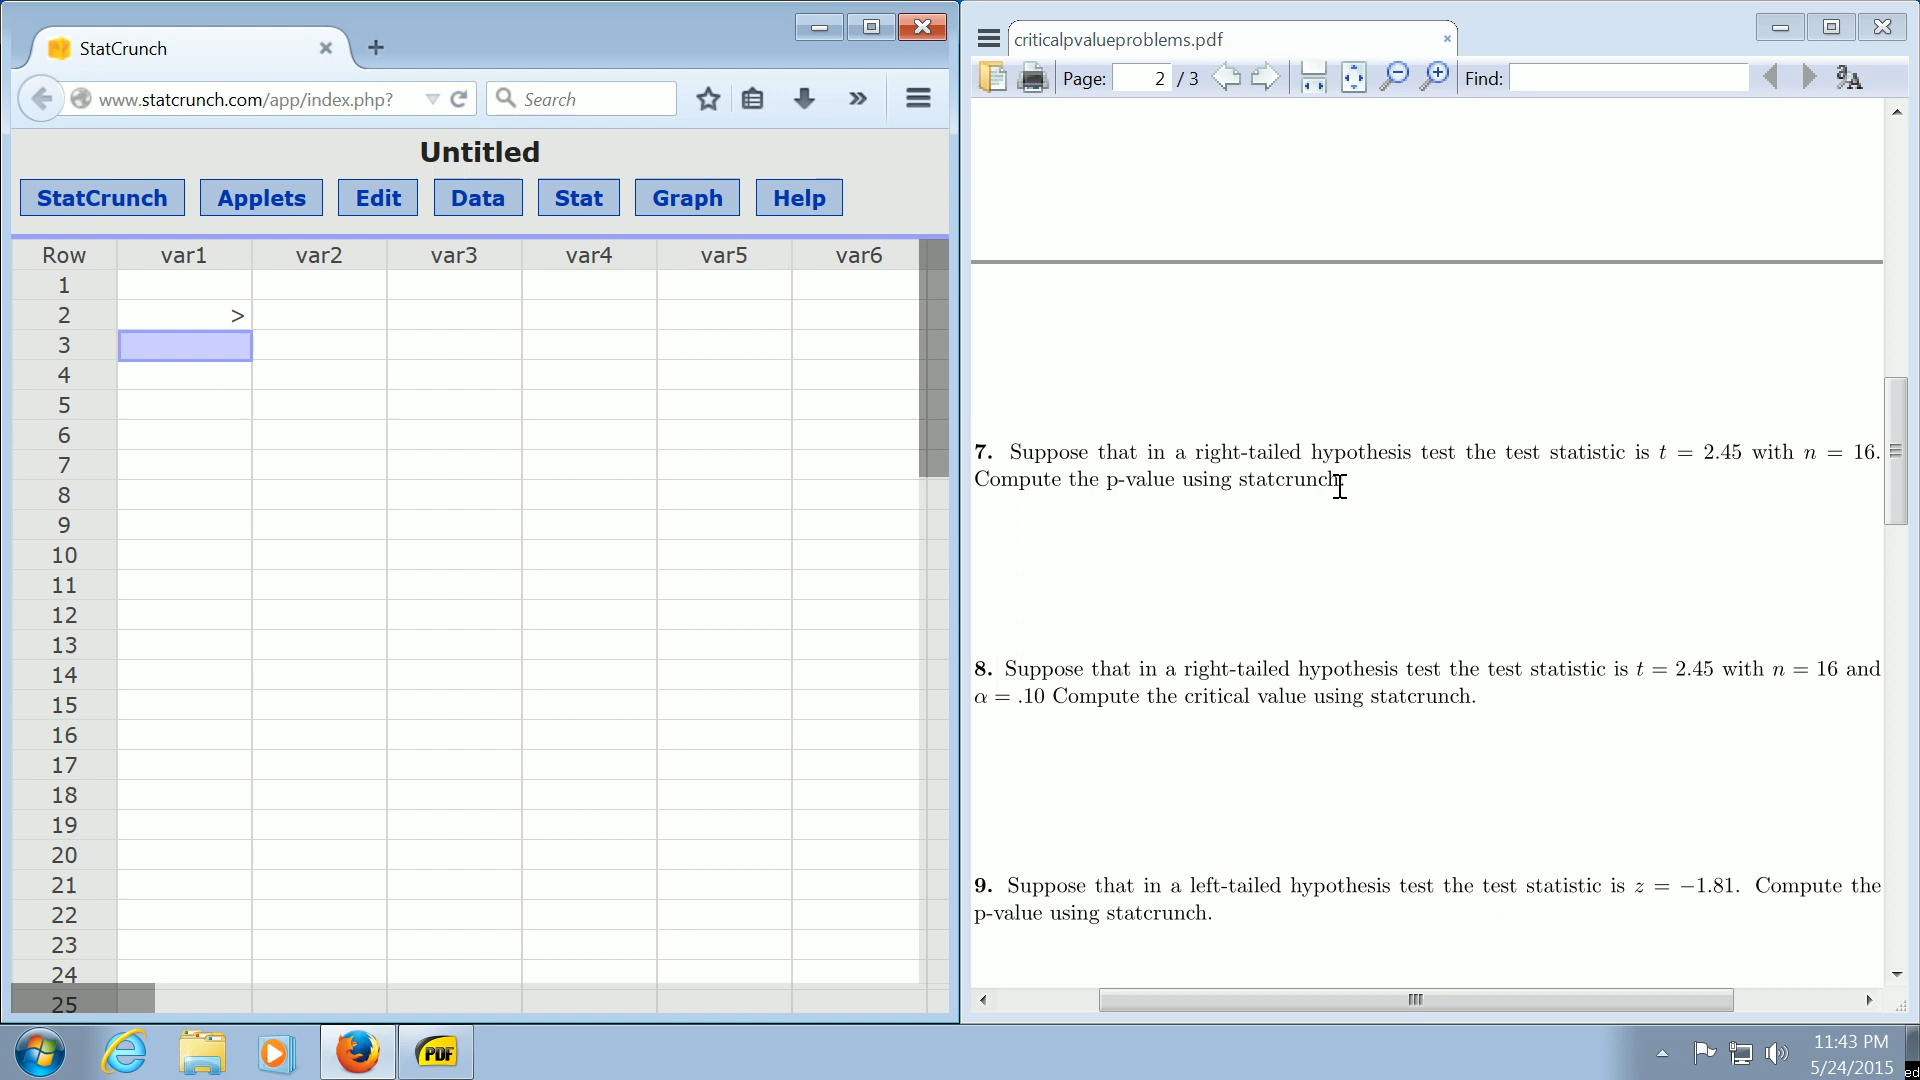 StatCrunch
www.statcrunch.com/app/index.php?
Search
Untitled
StatCrunch Applets Edit Data Stat Graph Help
Row var1 var2 var3 var4 var5 var6
1
2 >
3
4
5
6
7
8
9
10
11
12
13
14
15
16
17
18
19
20
21
22
23
24
25
criticalpvalueproblems.pdf
Page: 2 / 3 Find:
7. Suppose that in a right-tailed hypothesis test the test statistic is t = 2.45 with n = 16.
Compute the p-value using statcrunch.
8. Suppose that in a right-tailed hypothesis test the test statistic is t = 2.45 with n = 16 and
α = .10 Compute the critical value using statcrunch.
9. Suppose that in a left-tailed hypothesis test the test statistic is z = −1.81. Compute the
p-value using statcrunch.
PDF
11:43 PM
5/24/2015
ed